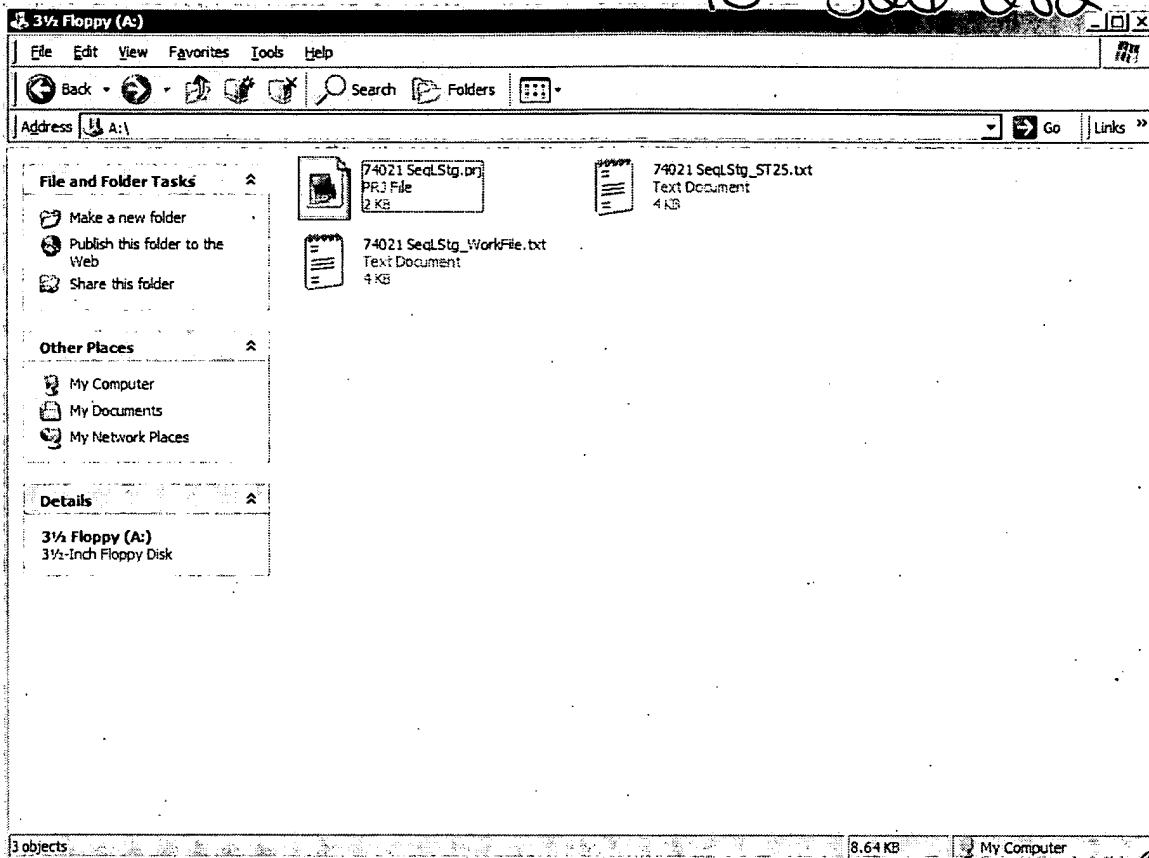 3½ Floppy (A:)
File Edit View Favorites Tools Help
Back Search Folders
Address A:\ Go Links »
File and Folder Tasks
Make a new folder
Publish this folder to the
Web
Share this folder
Other Places
My Computer
My Documents
My Network Places
Details
3½ Floppy (A:)
3½-Inch Floppy Disk
74021 SeqLStg.prj
PRJ File
2 KB
74021 SeqLStg_ST25.txt
Text Document
4 KB
74021 SeqLStg_WorkFile.txt
Text Document
4 KB
3 objects 8.64 KB My Computer